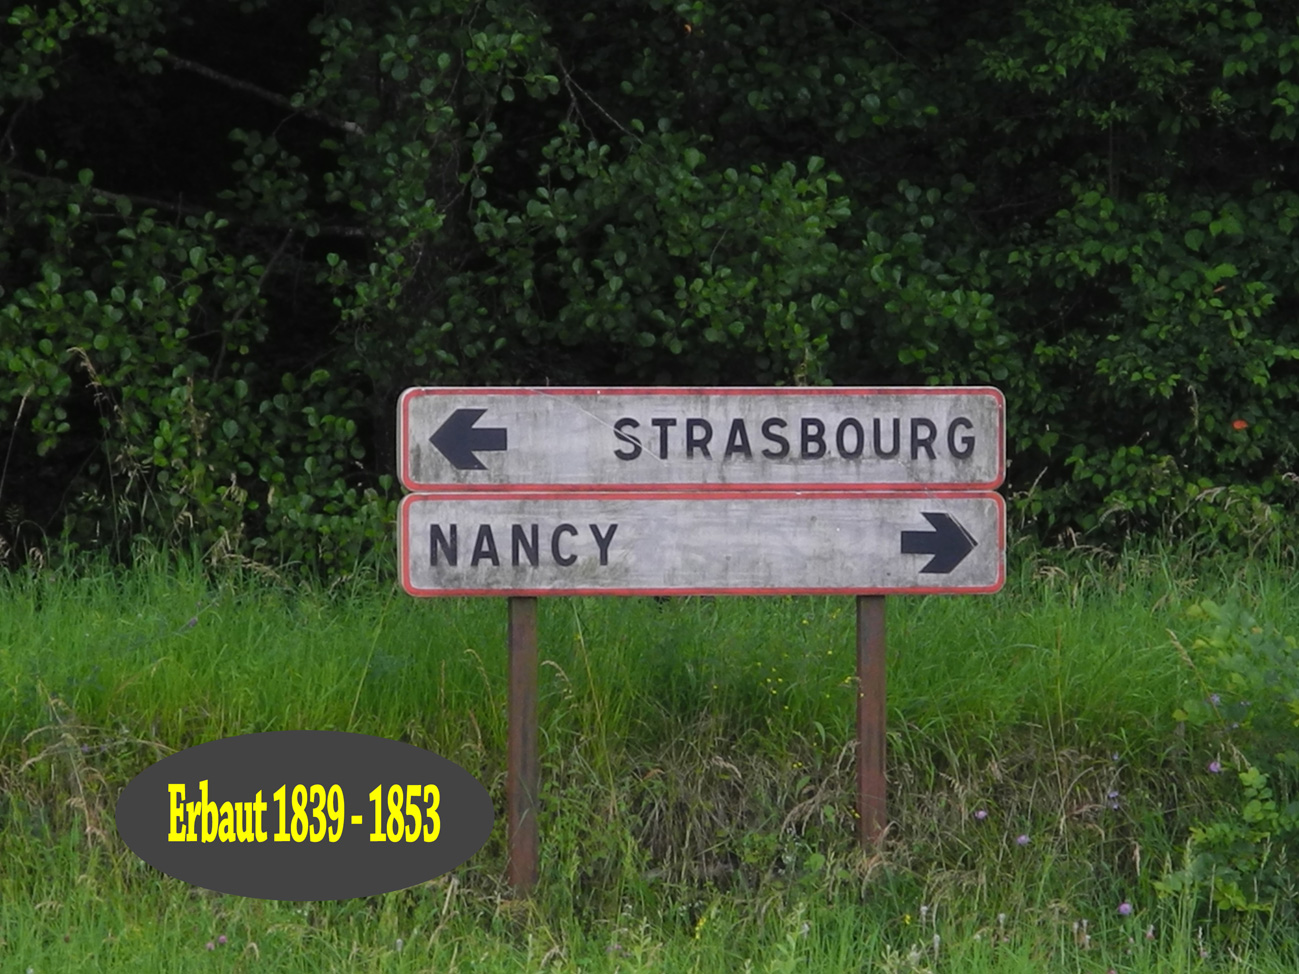 STRASBOURG
NANCY
Erbaut 1839 - 1853